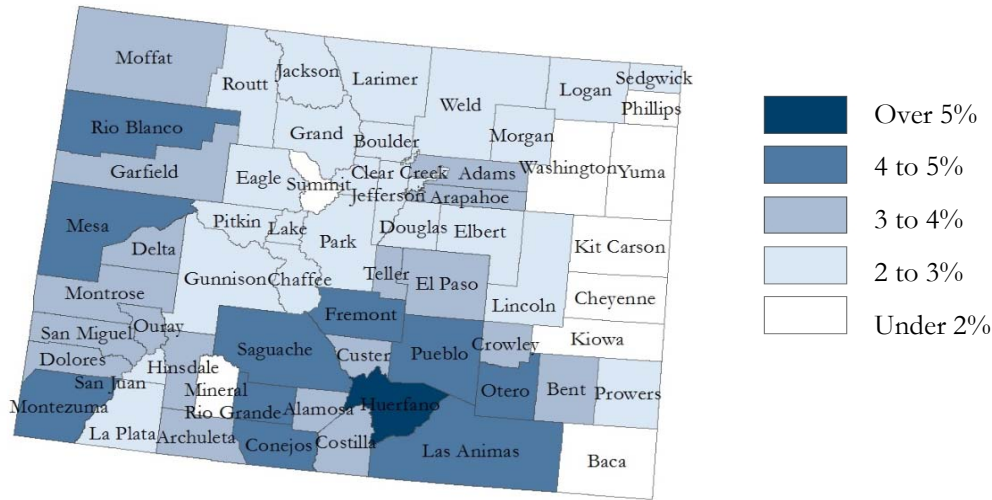 Moffat
Routt
Jackson
Larimer
Weld
Logan
Sedgwick
Phillips
Rio Blanco
Grand
Boulder
Morgan
Washington
Yuma
Garfield
Eagle
Summit
Clear Creek
Jefferson
Adams
Arapahoe
Mesa
Delta
Pitkin
Lake
Park
Douglas
Elbert
Kit Carson
Gunnison
Chaffee
Teller
El Paso
Lincoln
Cheyenne
Montrose
Fremont
San Miguel
Ouray
Saguache
Custer
Pueblo
Crowley
Kiowa
Dolores
San Juan
Hinsdale
Mineral
Otero
Bent
Prowers
Montezuma
Rio Grande
Alamosa
Huerfano
La Plata
Archuleta
Conejos
Costilla
Las Animas
Baca
Over 5%
4 to 5%
3 to 4%
2 to 3%
Under 2%